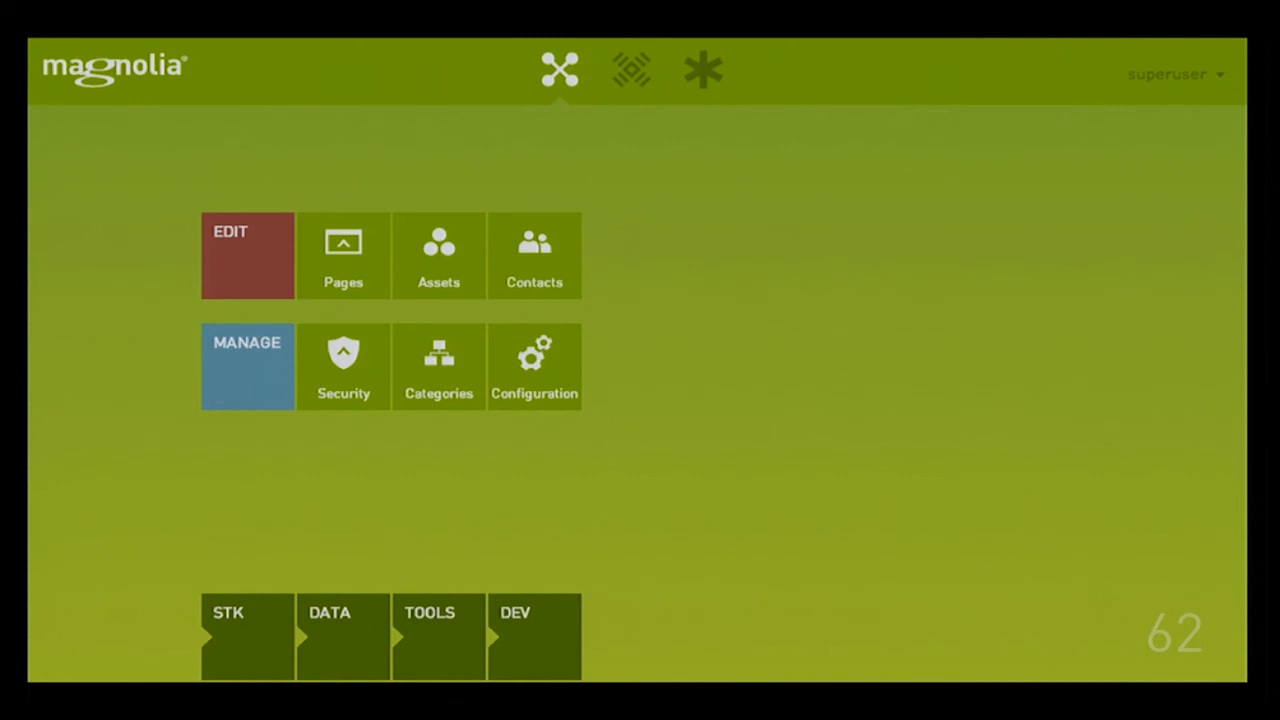 magnolia®
superuser
EDIT
Pages
Assets
Contacts
MANAGE
Security
Categories
Configuration
STK
DATA
TOOLS
DEV
62